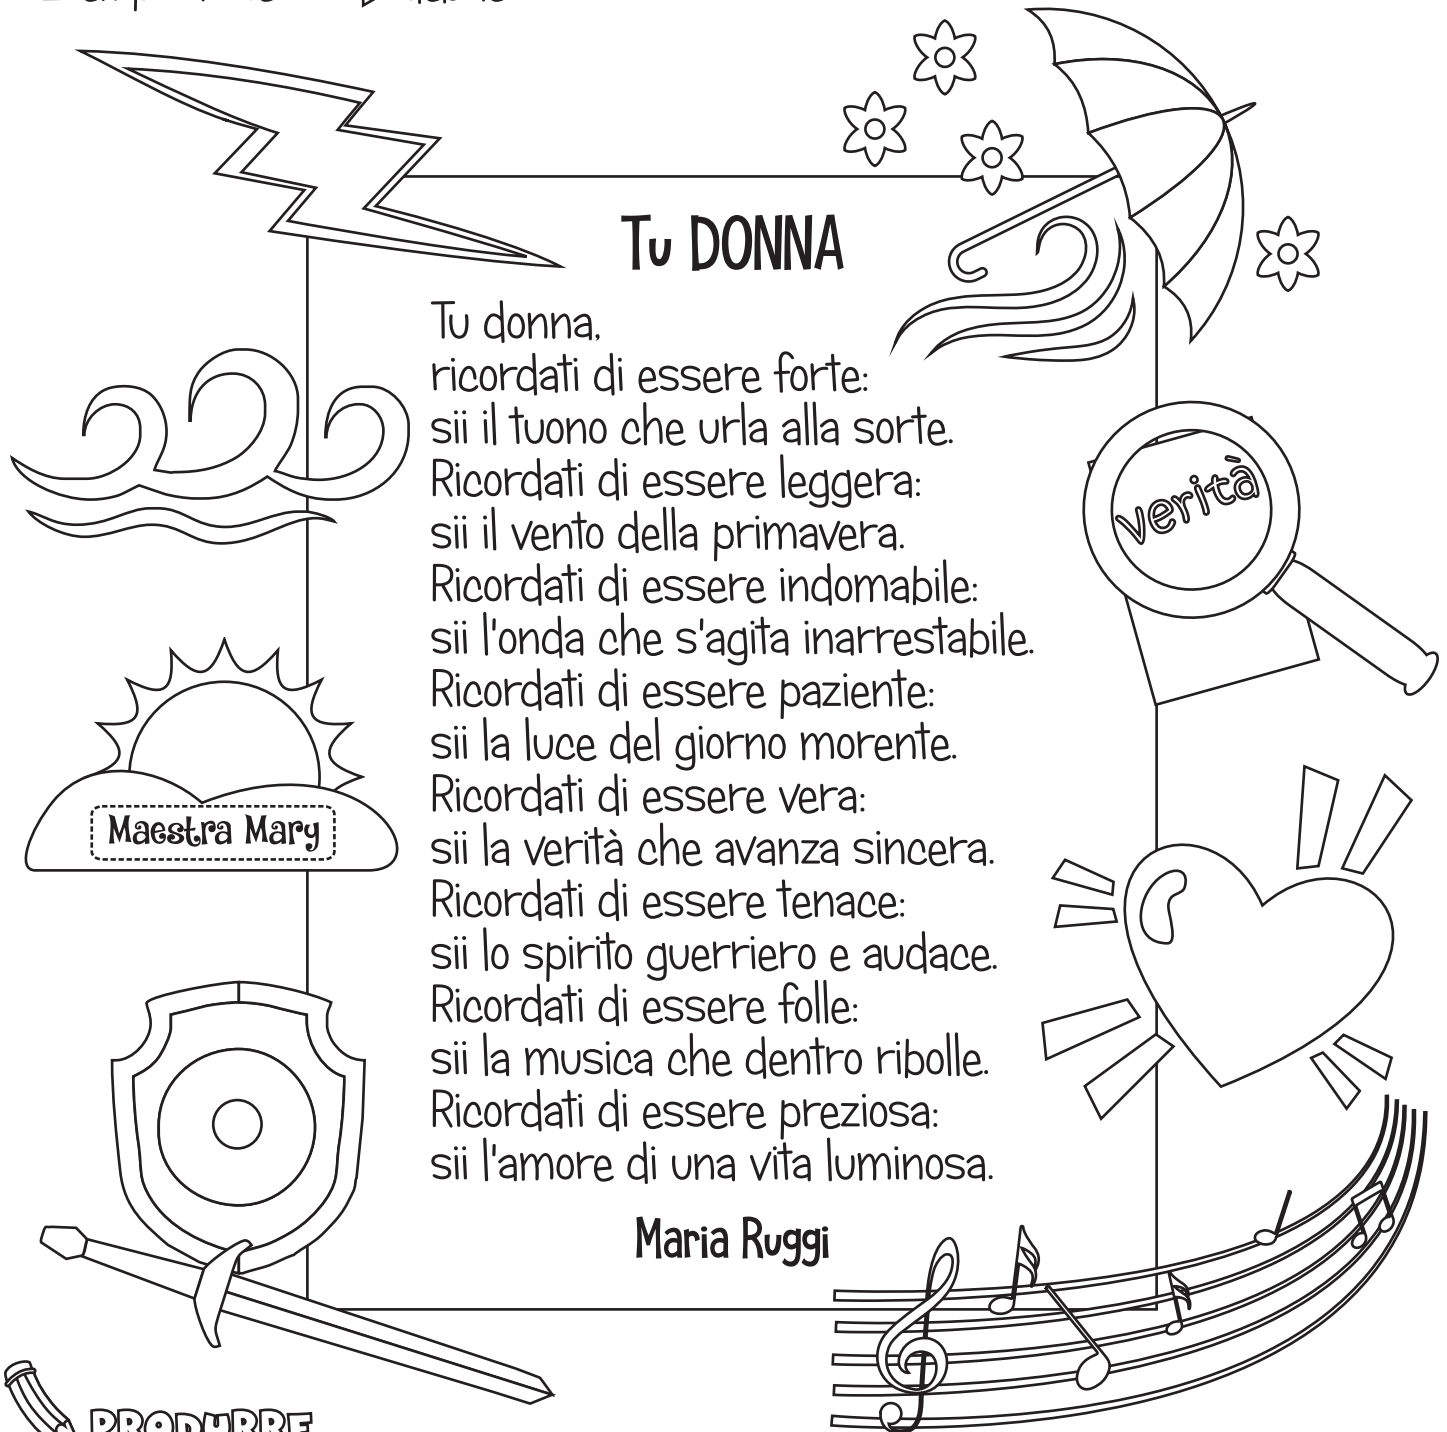 Tu DONNA
Tu donna,
ricordati di essere forte:
sii il tuono che urla alla sorte.
Ricordati di essere leggera:
sii il vento della primavera.
Ricordati di essere indomabile:
sii l'onda che s'agita inarrestabile.
Ricordati di essere paziente:
sii la luce del giorno morente.
Ricordati di essere vera:
sii la verità che avanza sincera.
Ricordati di essere tenace:
sii lo spirito guerriero e audace.
Ricordati di essere folle:
sii la musica che dentro ribolle.
Ricordati di essere preziosa:
sii l'amore di una vita luminosa.
Maria Ruggi
verità
Maestra Mary
PRODURRE